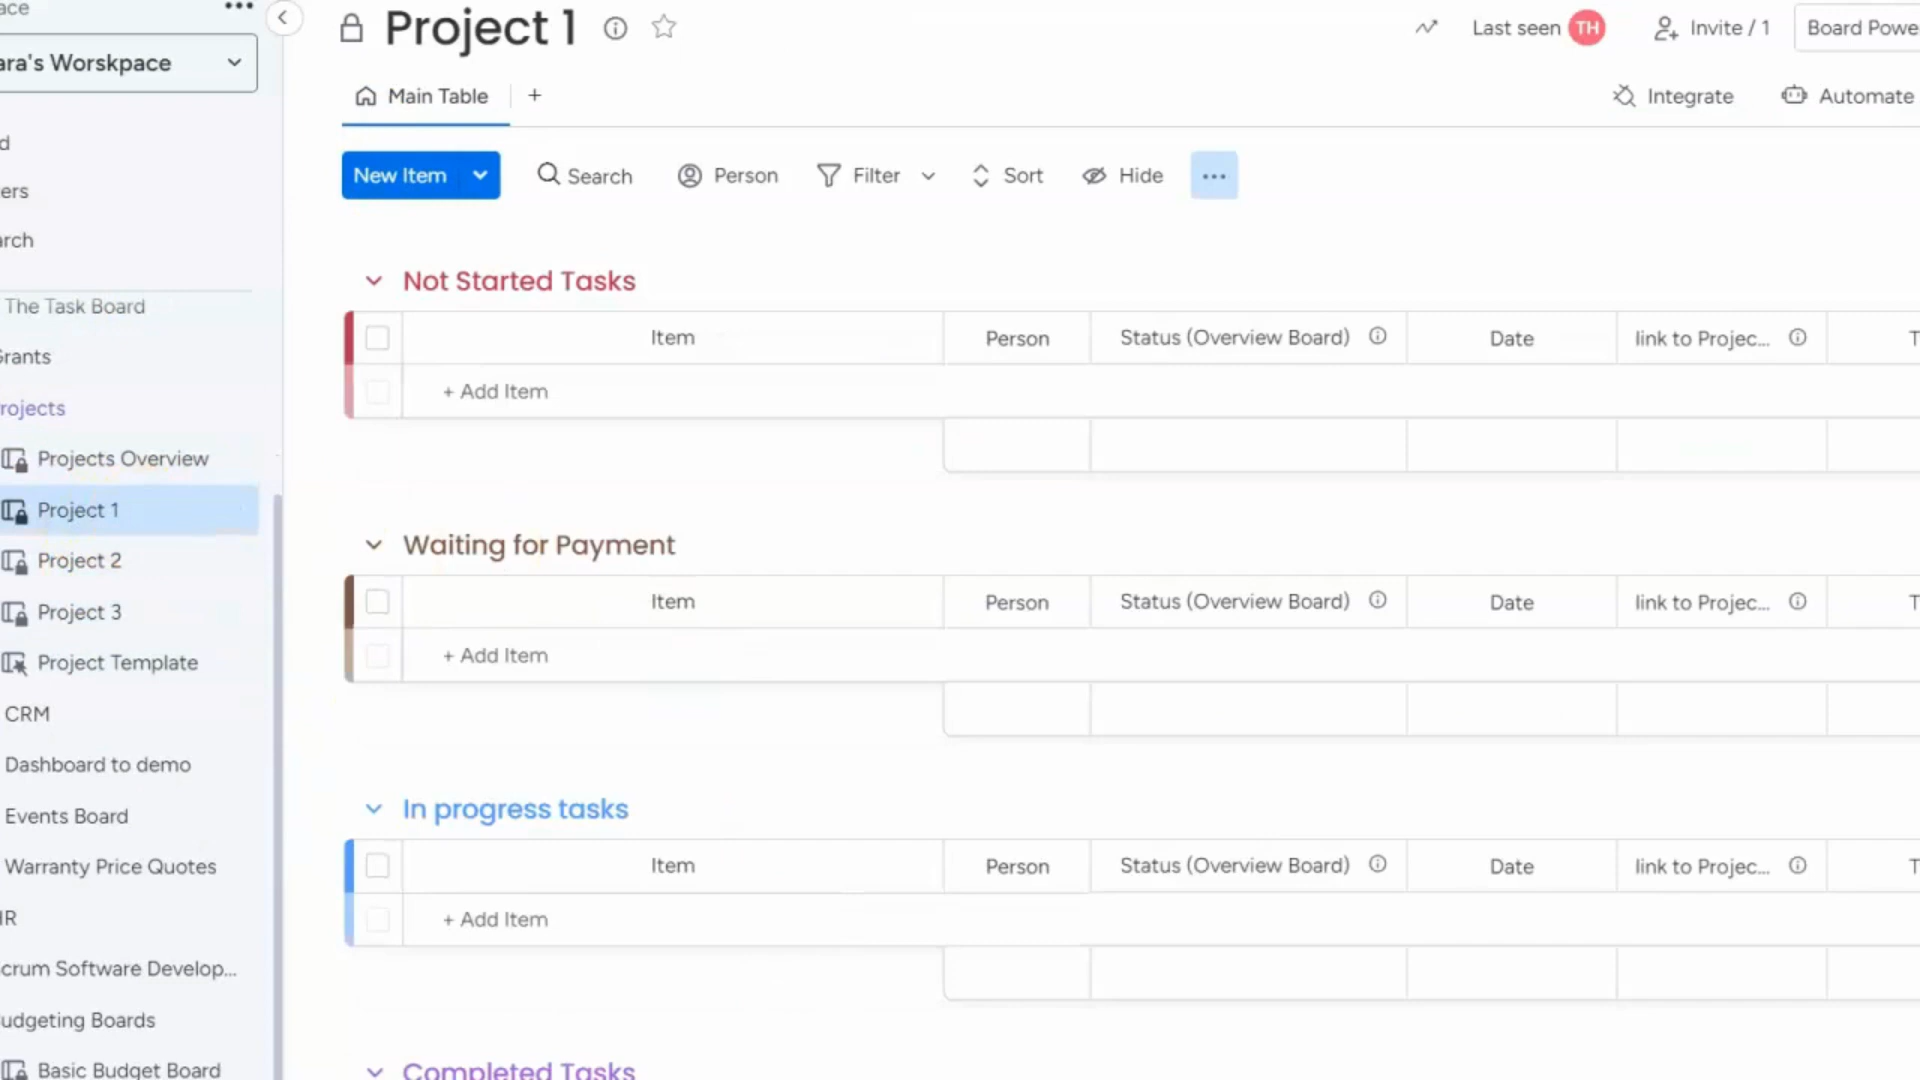 ace
ara's Worskpace
d
ers
arch
The Task Board
Grants
rojects
Projects Overview
Project 1
Project 2
Project 3
Project Template
CRM
Dashboard to demo
Events Board
Warranty Price Quotes
HR
crum Software Develop...
udgeting Boards
Basic Budget Board
Project 1
Last seen TH
Invite / 1
Board Powe
Main Table +
Integrate
Automate
New Item
Search
Person
Filter
Sort
Hide
Not Started Tasks
Item Person Status (Overview Board) Date link to Projec... T
+ Add Item
Waiting for Payment
Item Person Status (Overview Board) Date link to Projec... T
+ Add Item
In progress tasks
Item Person Status (Overview Board) Date link to Projec... T
+ Add Item
Completed Tasks